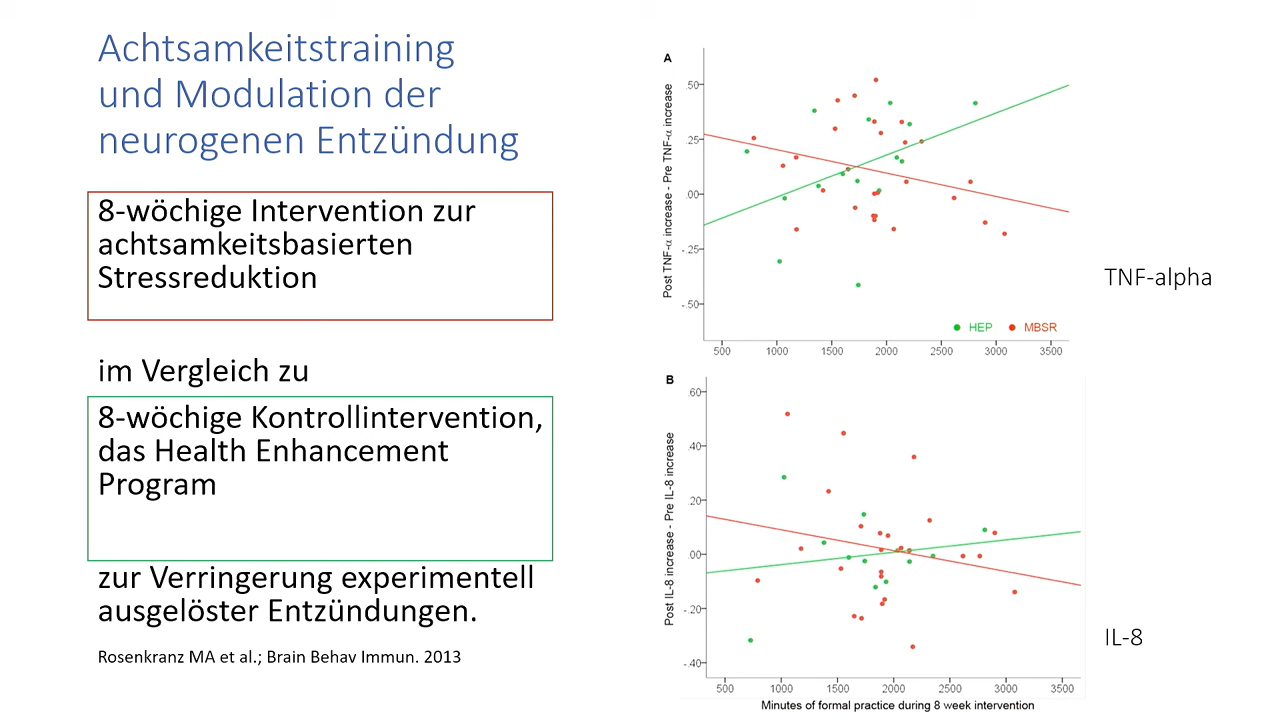 Achtsamkeitstraining
und Modulation der
neurogenen Entzündung
8-wöchige Intervention zur
achtsamkeitsbasierten
Stressreduktion
im Vergleich zu
8-wöchige Kontrollintervention,
das Health Enhancement
Program
zur Verringerung experimentell
ausgelöster Entzündungen.
Rosenkranz MA et al.; Brain Behav Immun. 2013
A
Post TNF-α increase - Pre TNF-α increase
.50
.25
.00
-.25
-.50
HEP MBSR
500 1000 1500 2000 2500 3000 3500
TNF-alpha
B
Post IL-8 increase - Pre IL-8 increase
.60
.40
.20
.00
-.20
-.40
500 1000 1500 2000 2500 3000 3500
Minutes of formal practice during 8 week intervention
IL-8